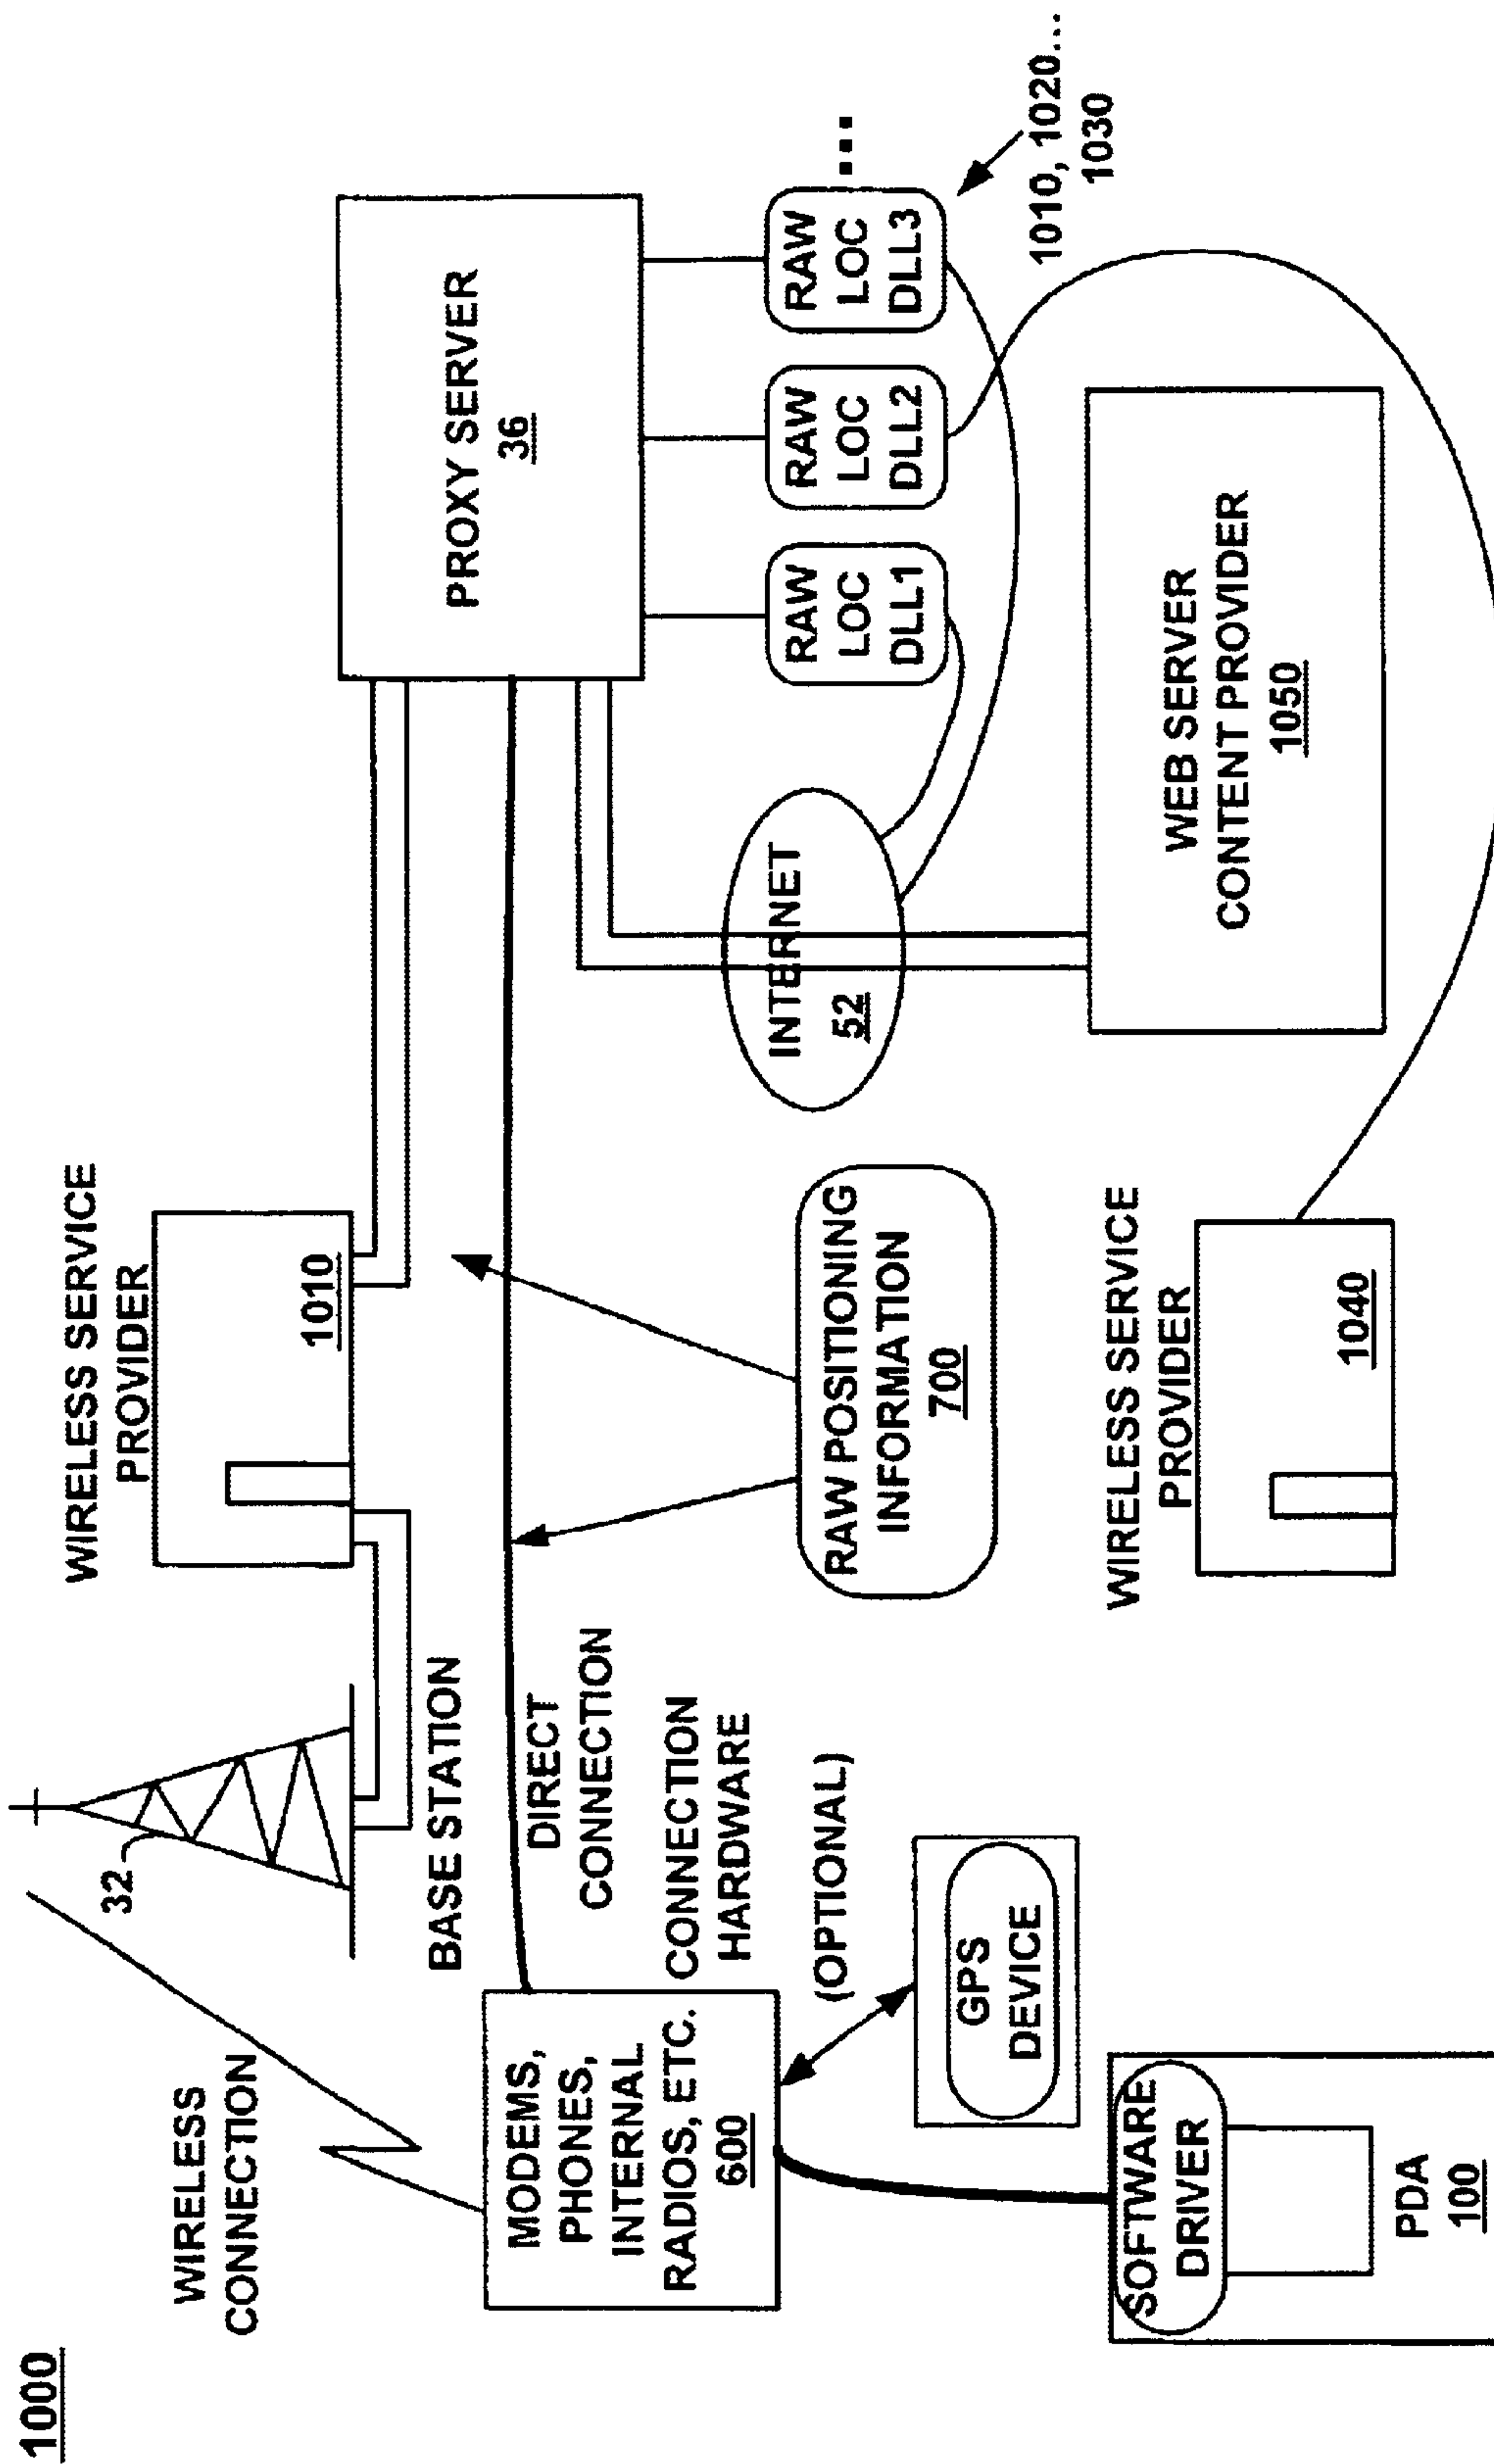 1000
WIRELESS
CONNECTION
32
BASE STATION
WIRELESS SERVICE
PROVIDER
1010
PROXY SERVER
36
MODEMS,
PHONES,
INTERNAL
RADIOS, ETC.
600
DIRECT
CONNECTION
CONNECTION
HARDWARE
(OPTIONAL)
GPS
DEVICE
SOFTWARE
DRIVER
PDA
100
RAW POSITIONING
INFORMATION
700
INTERNET
52
RAW
LOC
DLL1
RAW
LOC
DLL2
RAW
LOC
DLL3
...
1010, 1020...
1030
WIRELESS SERVICE
PROVIDER
1040
WEB SERVER
CONTENT PROVIDER
1050